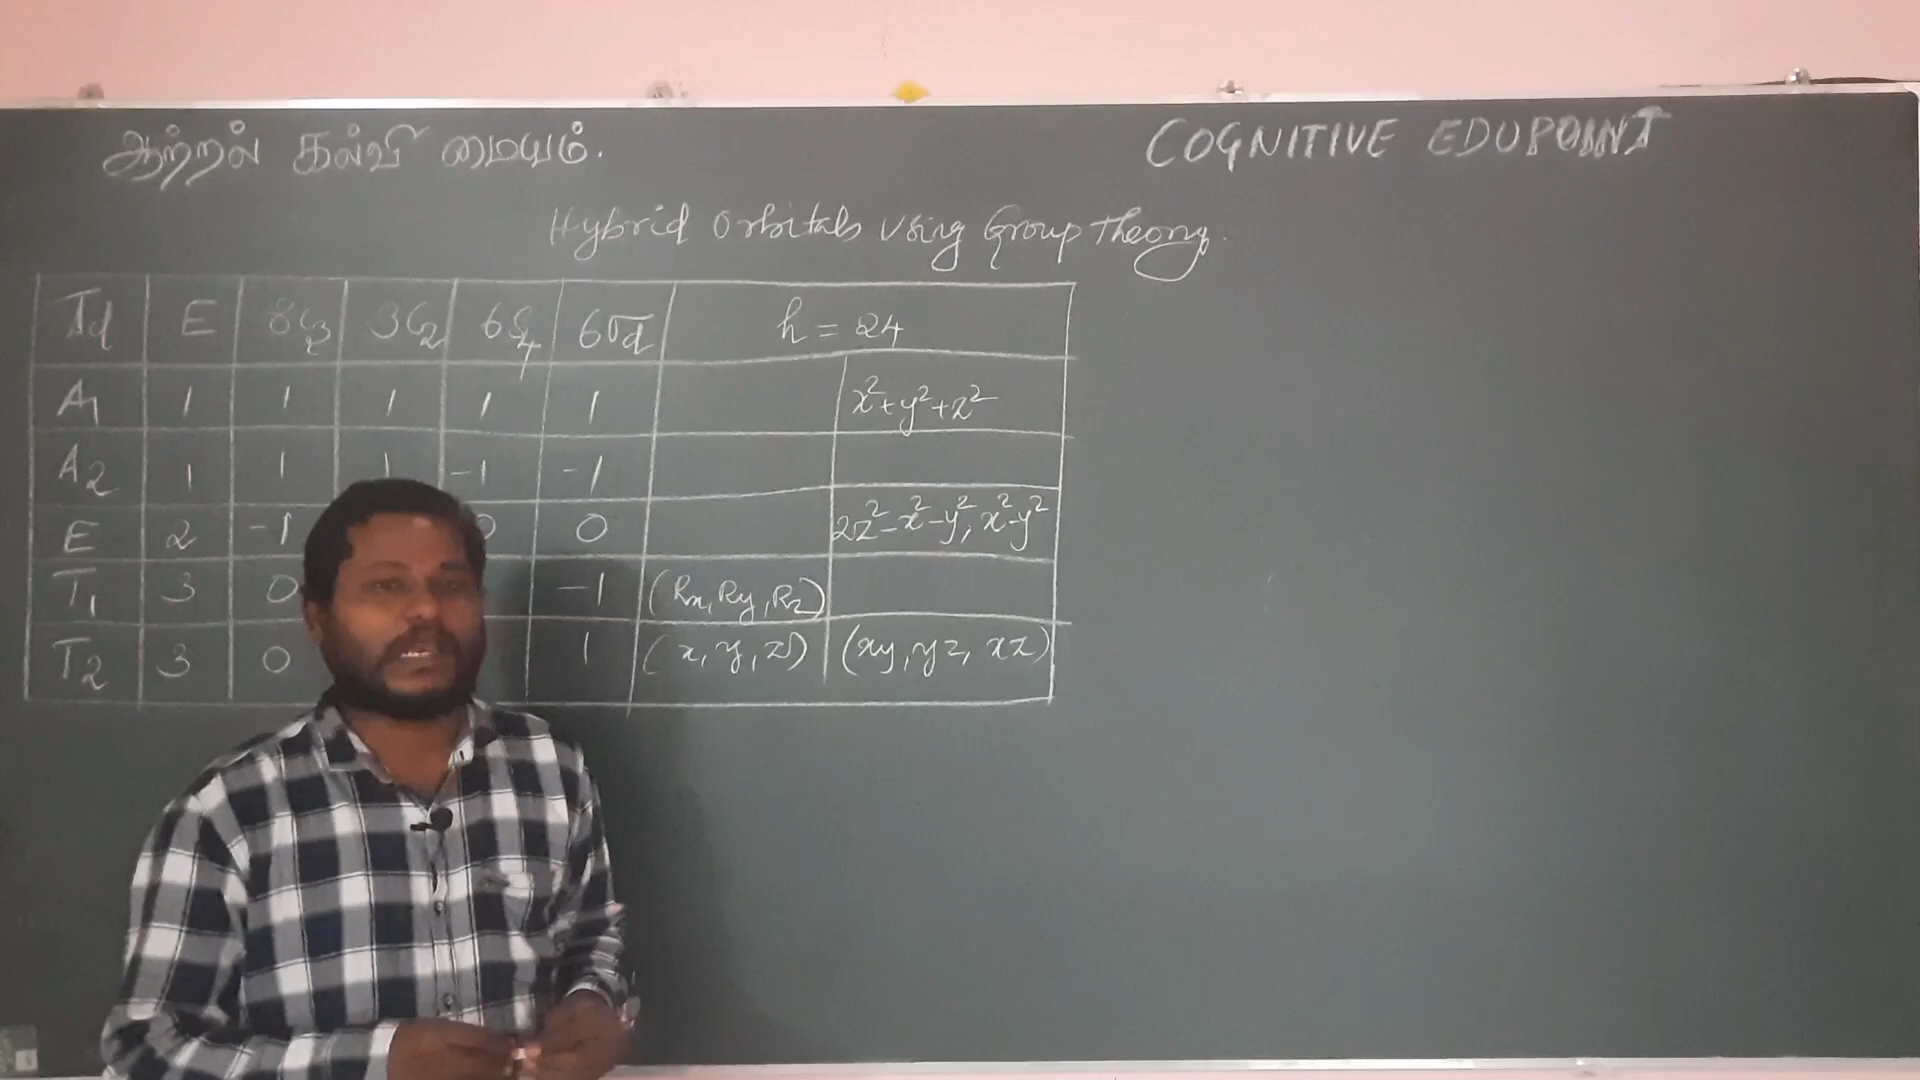 ஆற்றல் கல்வி மையம்.
COGNITIVE EDUPOINT
Hybrid Orbitals Using Group Theory.
Td E 8C3 3C2 6S4 6σd h = 24
A1 1 1 1 1 1 x²+y²+z²
A2 1 1 1 -1 -1
E 2 -1 0 0 2z²-x²-y², x²-y²
T1 3 0 -1 (Rx, Ry, Rz)
T2 3 0 1 (x, y, z) (xy, yz, xz)